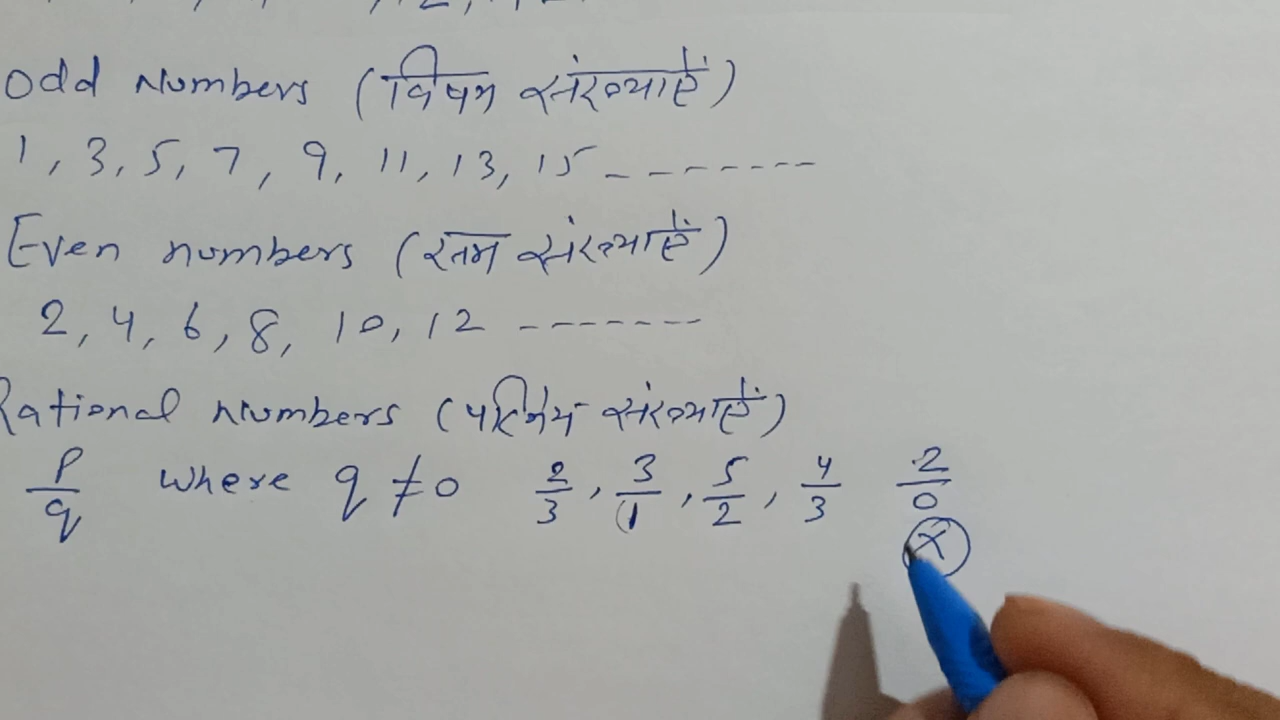 Odd Numbers (विषम संख्याएं)
1, 3, 5, 7, 9, 11, 13, 15 - - - - - - - -
Even numbers (सम संख्याएं)
2, 4, 6, 8, 10, 12 - - - - - - -
Rational Numbers (परिमेय संख्याएं)
p/q where q ≠ 0 2/3, 3/1, 5/2, 4/3 2/0
X